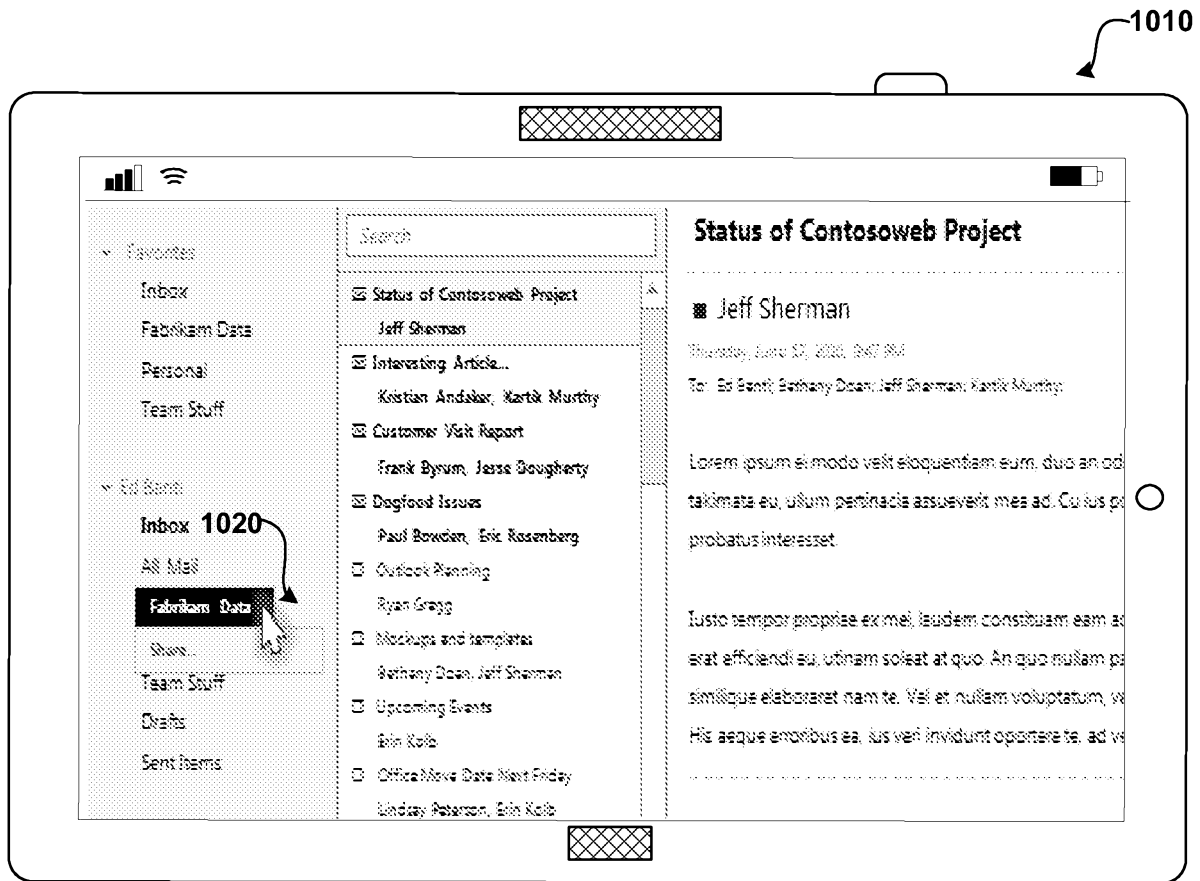 1010
Favorites
Inbox
Fabrikam Data
Personal
Team Stuff
Ed Banti
Inbox
1020
All Mail
Fabrikam Data
Share...
Team Stuff
Drafts
Sent Items
Search
Status of Contosoweb Project
Jeff Sherman
Interesting Article...
Kristian Andaker, Kartik Murthy
Customer Visit Report
Frank Byrum, Jesse Dougherty
Dogfood Issues
Paul Bowden, Eric Rosenberg
Outlook Planning
Ryan Gregg
Mockups and templates
Bethany Doan, Jeff Sherman
Upcoming Events
Erin Kolb
Office Move Date Next Friday
Lindsay Peterson, Erin Kolb
Status of Contosoweb Project
Jeff Sherman
Thursday, PM
To: Ed Banti; Bethany Doan; Jeff Sherman; Kartik Murthy;
Lorem ipsum ei modo velit eloquentiam eum, duo an od
takimata eu, ullum pertinacia assueverit mea ad. Cu ius p
probatus interesset.
Iusto tempor propriae ex mei, laudem constituam eam a
erat efficiendi eu, utinam soleat at quo. An quo nullam p
similique elaboraret nam te. Vel et nullam voluptatum, v
His aeque erroribus ea, ius veri invidunt oportere te, ad v